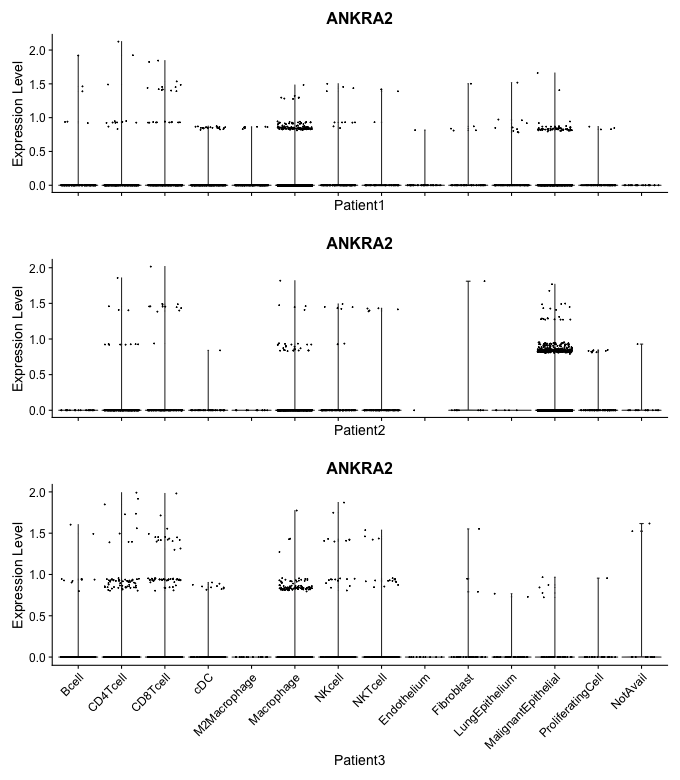 ANKRA2
Expression Level
2.0
1.5
1.0
0.5
0.0
Patient1
ANKRA2
Expression Level
2.0
1.5
1.0
0.5
0.0
Patient2
ANKRA2
Expression Level
2.0
1.5
1.0
0.5
0.0
Bcell
CD4Tcell
CD8Tcell
cDC
M2Macrophage
Macrophage
NKcell
NKTcell
Endothelium
Fibroblast
LungEpithelium
MalignantEpithelial
ProliferatingCell
NotAvail
Patient3